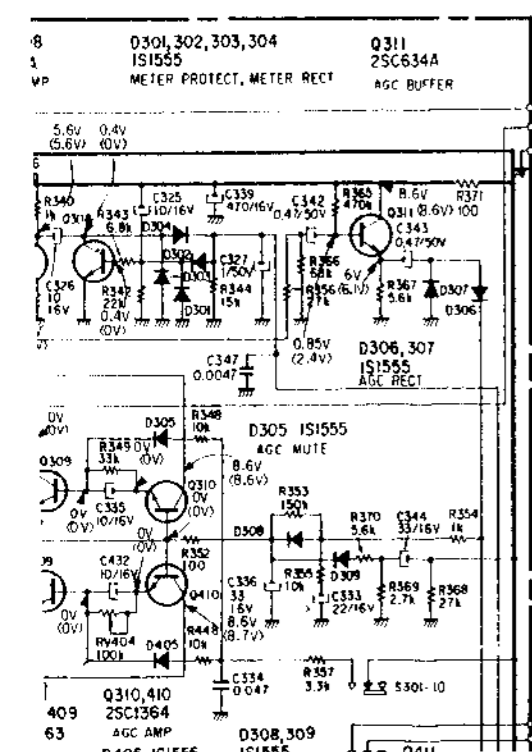 D301,302,303,304
1S1555
METER PROTECT, METER RECT
Q311
2SC634A
AGC BUFFER
5.6V 0.4V
(5.6V) (0V)
R340
1k
R343
6.8k
C325
10/16V
C339
470/16V
C342
0.47/50V
R365
470k
8.6V
(8.6V)
R371
100
Q311
C343
0.47/50V
D304
D302
D303
D301
C327
1/50V
R344
15k
R366
68k
R356
27k
6V
(6.1V)
R367
5.6k
D307
D306
C326
10
16V
R342
22k
0.4V
(0V)
0.85V
(2.4V)
C347
0.0047
D306,307
1S1555
AGC RECT
0V
(0V)
D305
R348
10k
D305 1S1555
AGC MUTE
R349
33k
0V
(0V)
8.6V
(8.6V)
Q309
Q310
0V
(0V)
C335
10/16V
0V
(0V)
0V
(0V)
R353
150k
D308
R370
5.6k
C344
33/16V
R354
1k
C432
10/16V
R352
100
Q410
C336
33
16V
8.6V
(8.7V)
R355
10k
D309
C333
22/16V
R369
2.7k
R368
27k
0V
(0V)
RV404
100k
R448
10k
D405
C334
0.047
R357
3.3k
S301-10
Q310,410
2SC1364
AGC AMP
409
63
D308,309
1S1555
Q411